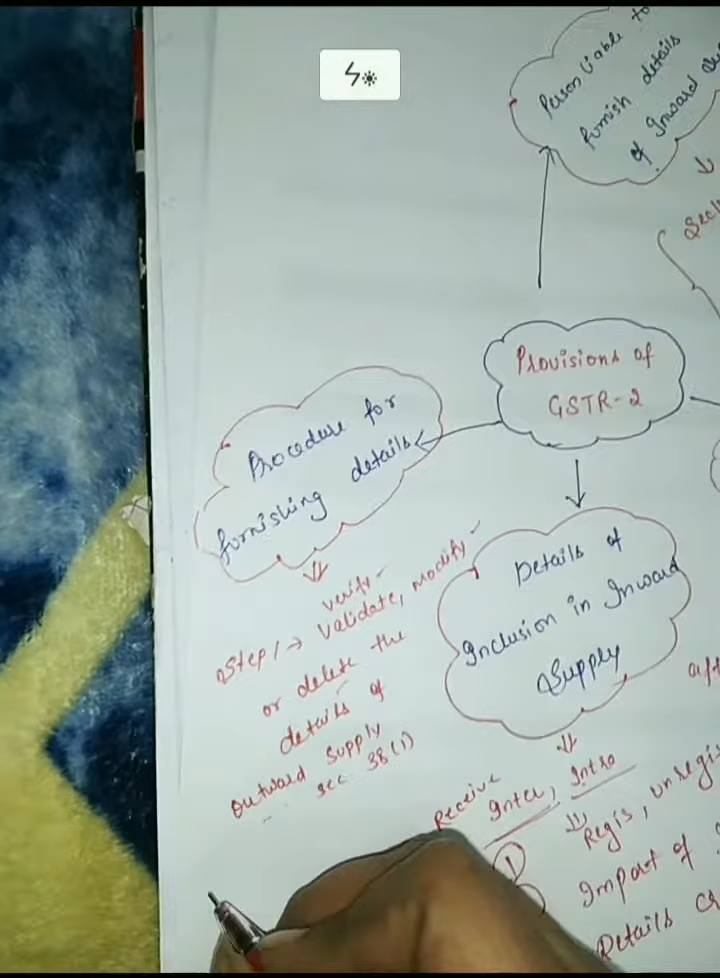 Person liable to
furnish details
of Inward
Provisions of
GSTR-2
Procedure for
furnishing details
verify
Step 1 → Validate, modify
or delete the
details of
outward supply
sec 38(1)
Details of
Inclusion in Inward
Supply
Receive
Inter, Intra
1
Regis, unregis
Import of
Details